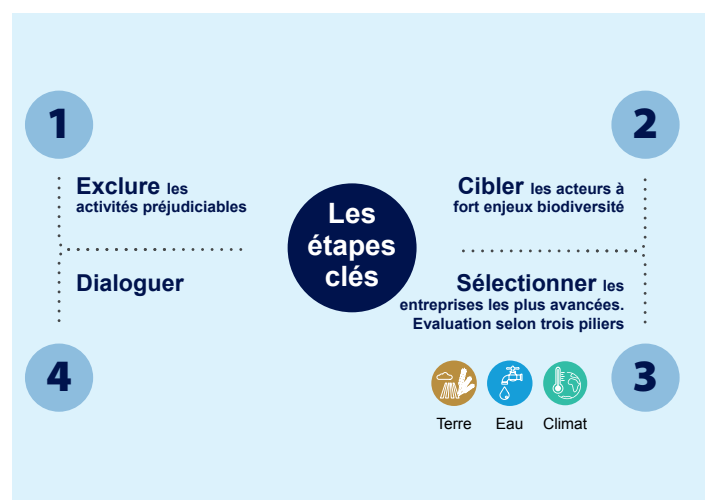 1
Exclure les
activités préjudiciables
2
Cibler les acteurs à
fort enjeux biodiversité
Les
étapes
clés
Dialoguer
4
Sélectionner les
entreprises les plus avancées.
Evaluation selon trois piliers
3
Terre
Eau
Climat